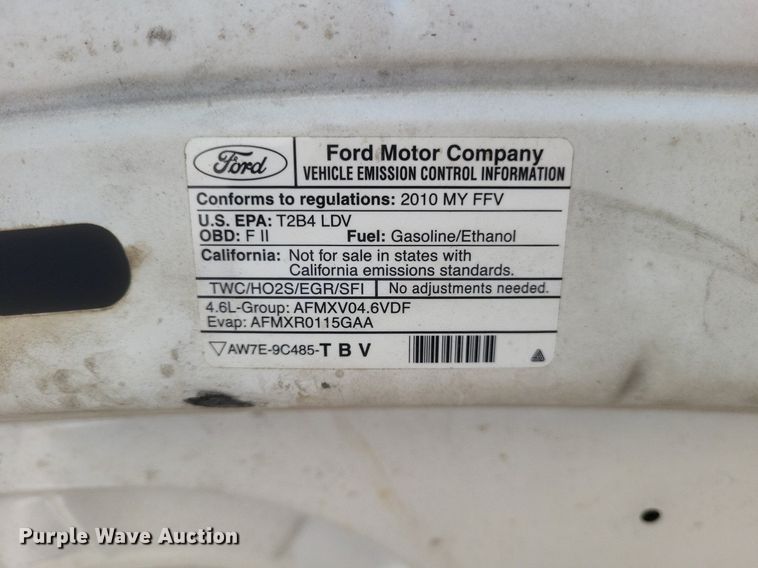 Ford
Ford Motor Company
VEHICLE EMISSION CONTROL INFORMATION
Conforms to regulations: 2010 MY FFV
U.S. EPA: T2B4 LDV
OBD: F II Fuel: Gasoline/Ethanol
California: Not for sale in states with
California emissions standards.
TWC/HO2S/EGR/SFI No adjustments needed.
4.6L-Group: AFMXV04.6VDF
Evap: AFMXR0115GAA
AW7E-9C485-T B V
Purple Wave Auction